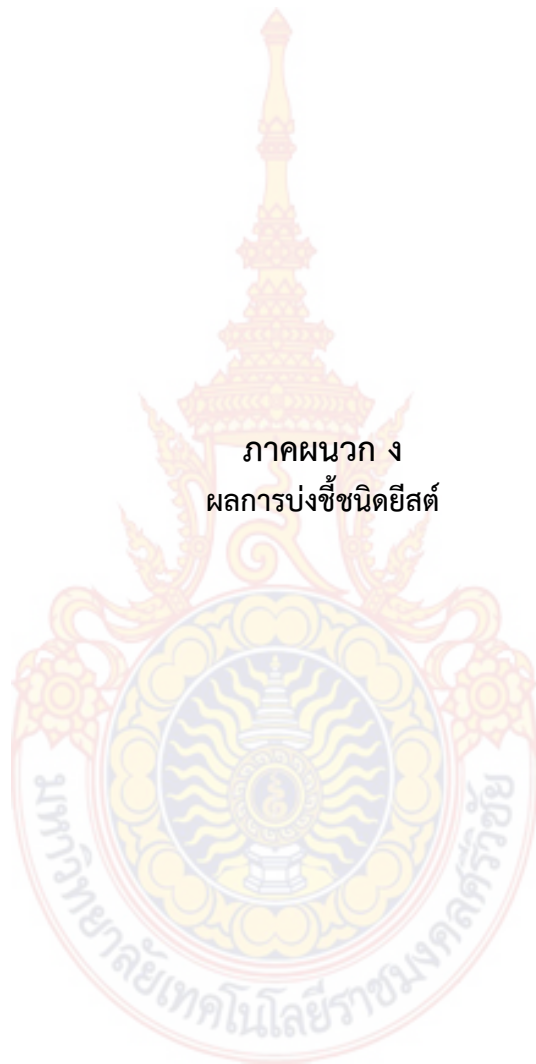 ภาคผนวก ง
ผลการบ่งชี้ชนิดยีสต์
มหาวิทยาลัยเทคโนโลยีราชมงคลศรีวิชัย